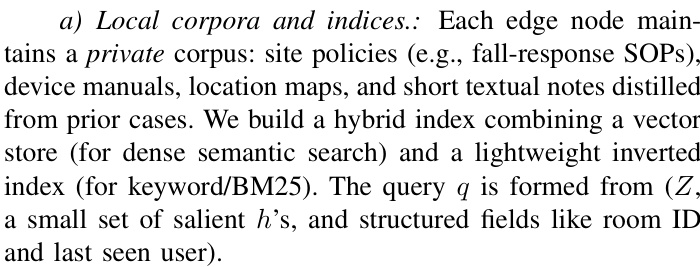 a) Local corpora and indices.: Each edge node main-
tains a private corpus: site policies (e.g., fall-response SOPs),
device manuals, location maps, and short textual notes distilled
from prior cases. We build a hybrid index combining a vector
store (for dense semantic search) and a lightweight inverted
index (for keyword/BM25). The query q is formed from (Z,
a small set of salient h's, and structured fields like room ID
and last seen user).